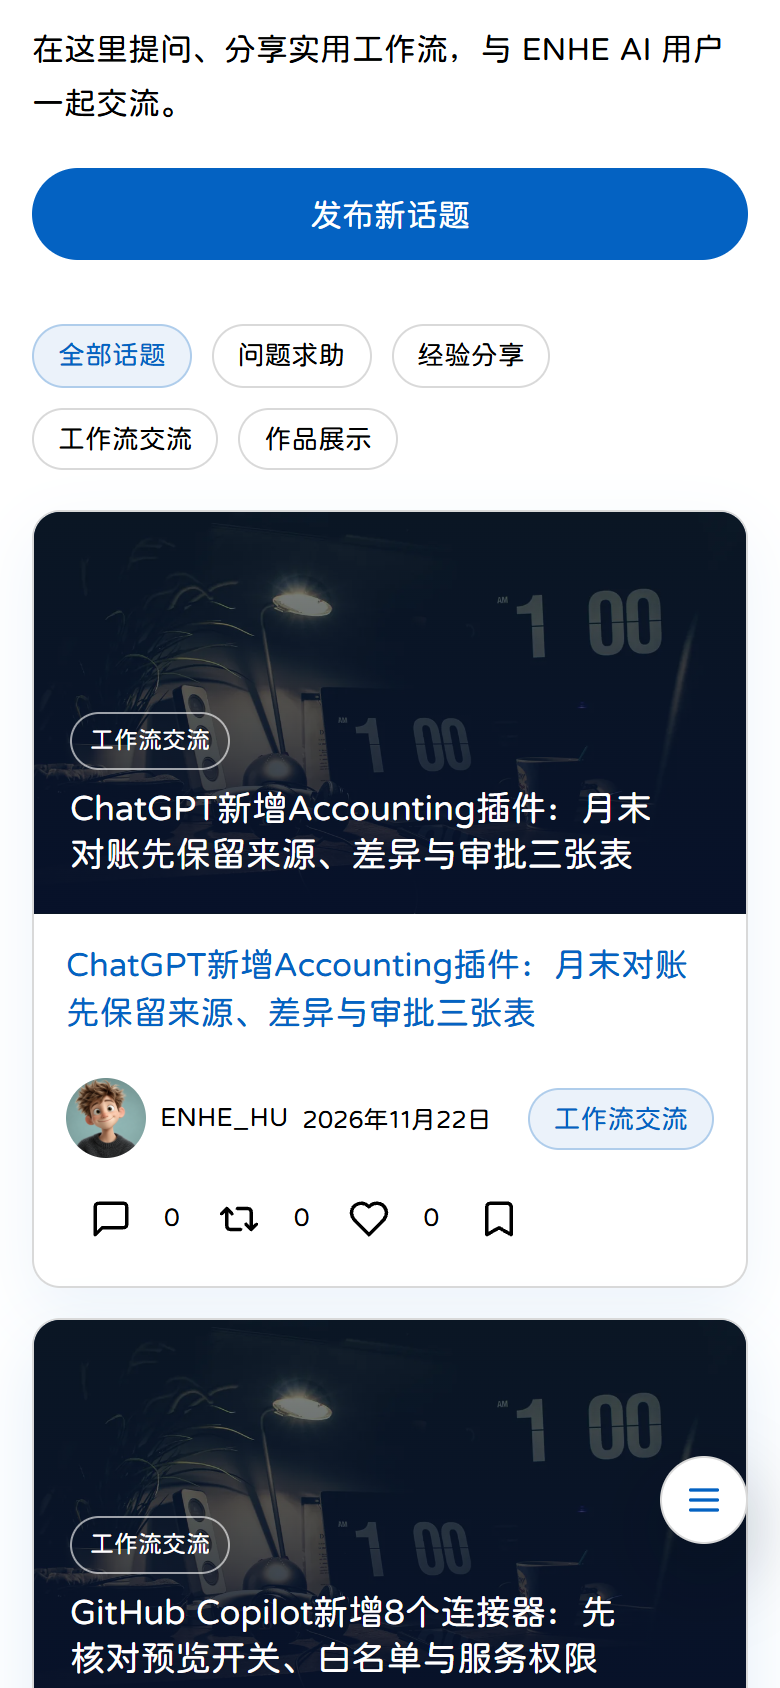 在这里提问、分享实用工作流，与 ENHE AI 用户
一起交流。
发布新话题
全部话题
问题求助
经验分享
工作流交流
作品展示
AM
1 00
AM
1 00
工作流交流
ChatGPT新增Accounting插件：月末
对账先保留来源、差异与审批三张表
ChatGPT新增Accounting插件：月末对账
先保留来源、差异与审批三张表
ENHE_HU 2026年11月22日
工作流交流
0 0 0
AM
1 00
AM
1 00
工作流交流
GitHub Copilot新增8个连接器：先
核对预览开关、白名单与服务权限